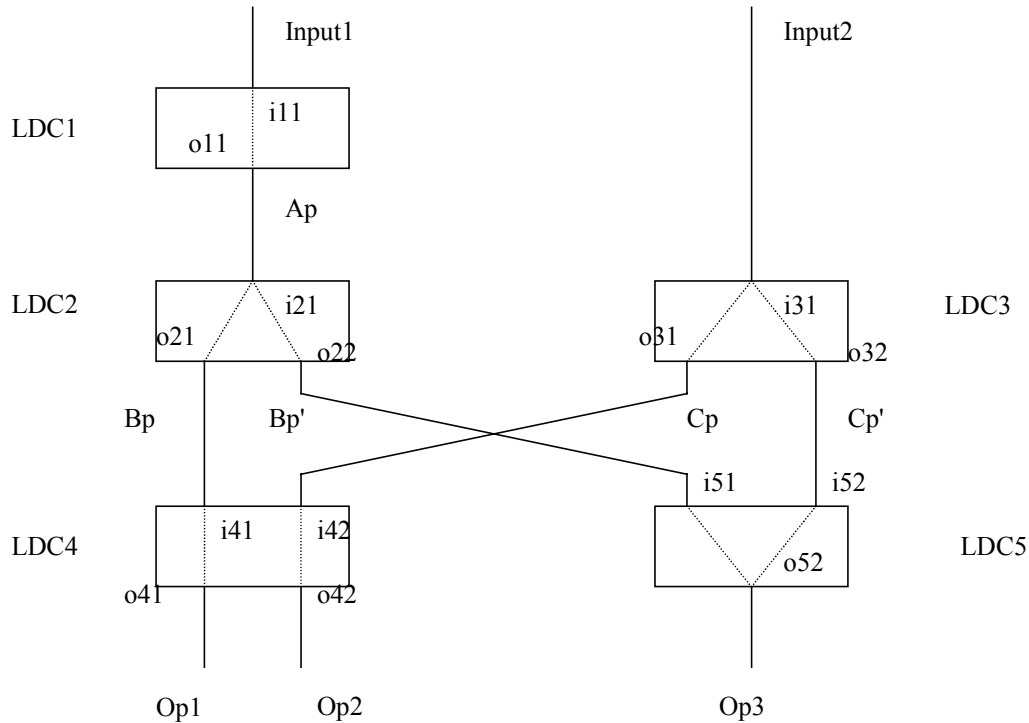 Input1
Input2
i11
LDC1
o11
Ap
LDC2
i21
i31
LDC3
o21
o31
o22
o32
Bp
Bp'
Cp
Cp'
i51
i52
i41
i42
LDC4
LDC5
o52
o41
o42
Op1
Op2
Op3